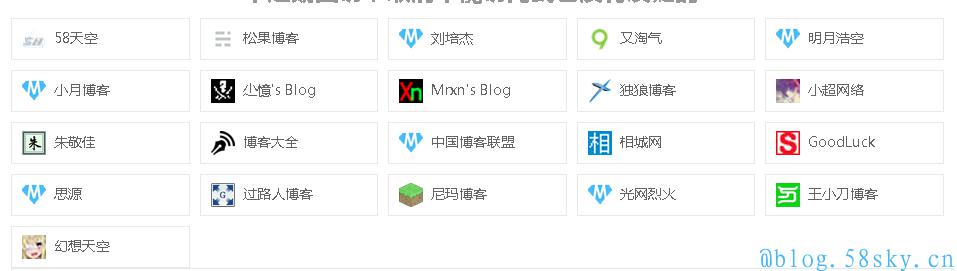 58天空
松果博客
刘培杰
又淘气
明月浩空
小月博客
尐憶's Blog
Mrxn's Blog
独狼博客
小超网络
朱敬佳
博客大全
中国博客联盟
相城网
GoodLuck
思源
过路人博客
尼玛博客
光网烈火
王小刀博客
幻想天空
@blog.58sky.cn